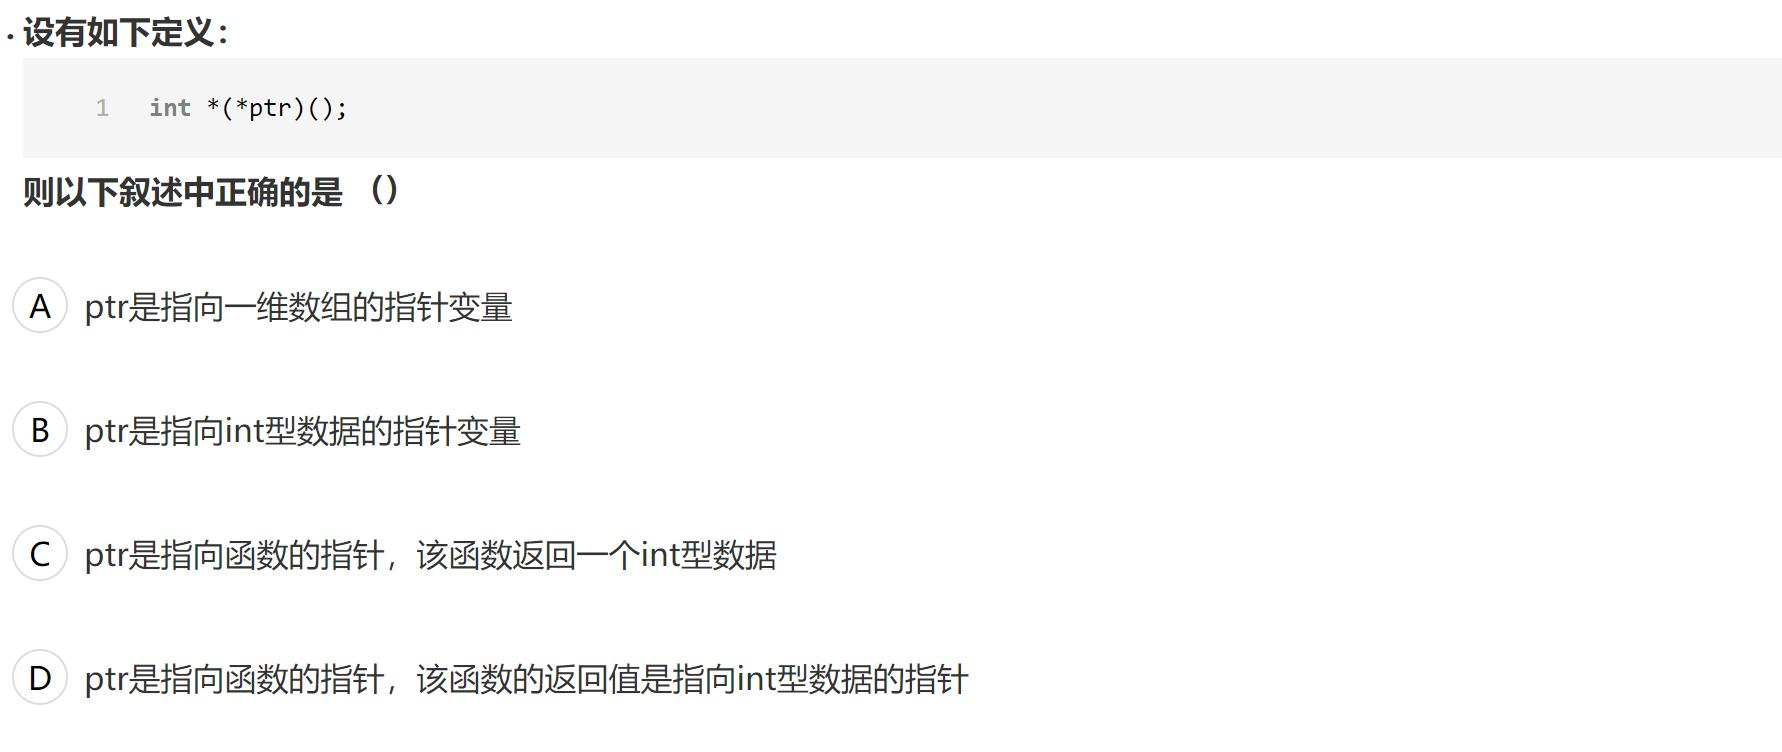 . 设有如下定义：
1 int *(*ptr)();
则以下叙述中正确的是 （）
A ptr是指向一维数组的指针变量
B ptr是指向int型数据的指针变量
C ptr是指向函数的指针，该函数返回一个int型数据
D ptr是指向函数的指针，该函数的返回值是指向int型数据的指针